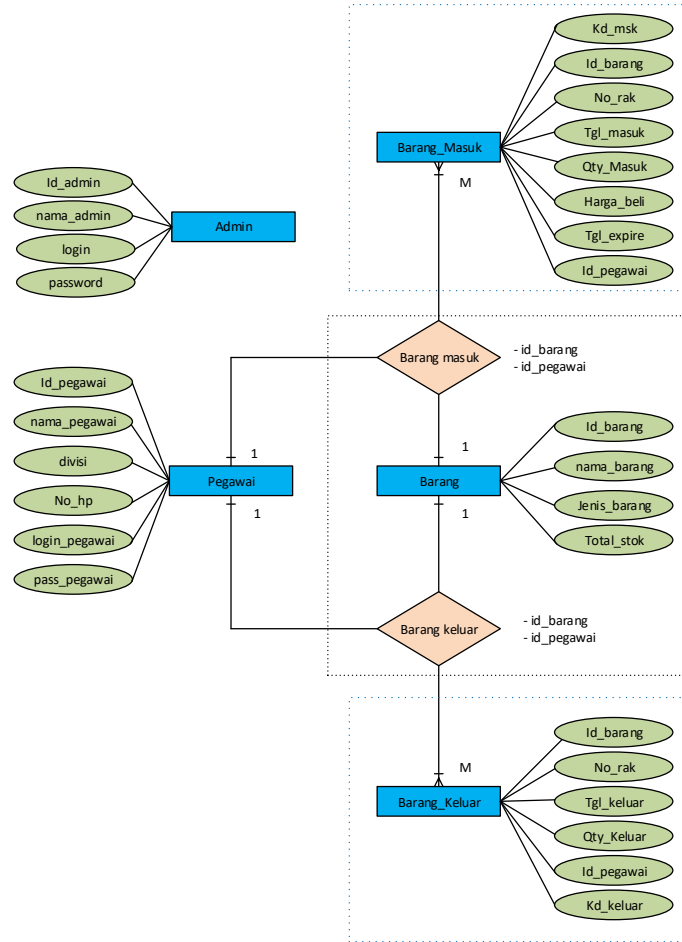 Kd_msk
Id_barang
No_rak
Tgl_masuk
Qty_Masuk
Harga_beli
Tgl_expire
Id_pegawai
Barang_Masuk
M
Id_admin
nama_admin
login
password
Admin
Barang masuk
- id_barang
- id_pegawai
Id_pegawai
nama_pegawai
divisi
No_hp
login_pegawai
pass_pegawai
1
Pegawai
1
1
Barang
1
Id_barang
nama_barang
Jenis_barang
Total_stok
Barang keluar
- id_barang
- id_pegawai
M
Barang_Keluar
Id_barang
No_rak
Tgl_keluar
Qty_Keluar
Id_pegawai
Kd_keluar